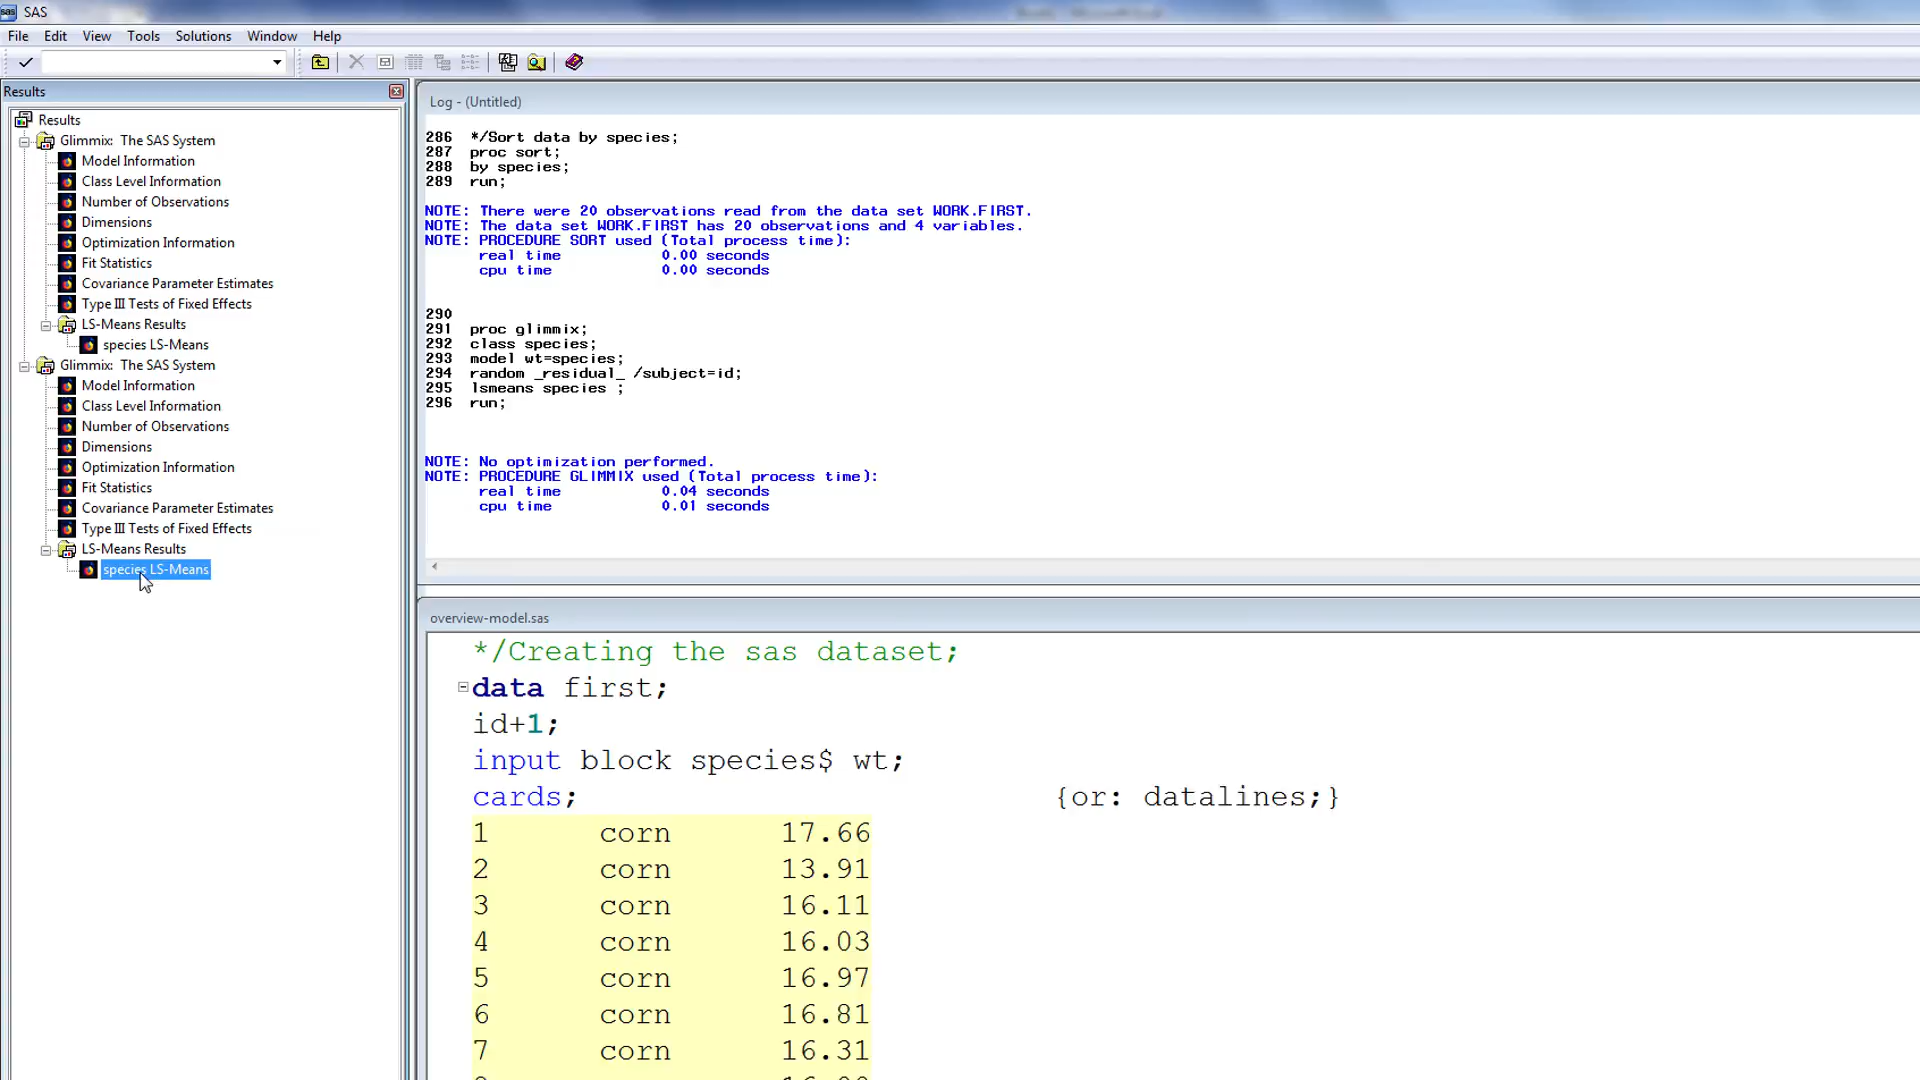 SAS
File Edit View Tools Solutions Window Help
Results
Results
Glimmix: The SAS System
Model Information
Class Level Information
Number of Observations
Dimensions
Optimization Information
Fit Statistics
Covariance Parameter Estimates
Type III Tests of Fixed Effects
LS-Means Results
species LS-Means
Glimmix: The SAS System
Model Information
Class Level Information
Number of Observations
Dimensions
Optimization Information
Fit Statistics
Covariance Parameter Estimates
Type III Tests of Fixed Effects
LS-Means Results
species LS-Means
Log - (Untitled)
286 */Sort data by species;
287 proc sort;
288 by species;
289 run;
NOTE: There were 20 observations read from the data set WORK.FIRST.
NOTE: The data set WORK.FIRST has 20 observations and 4 variables.
NOTE: PROCEDURE SORT used (Total process time):
real time 0.00 seconds
cpu time 0.00 seconds
290
291 proc glimmix;
292 class species;
293 model wt=species;
294 random _residual_ /subject=id;
295 lsmeans species ;
296 run;
NOTE: No optimization performed.
NOTE: PROCEDURE GLIMMIX used (Total process time):
real time 0.04 seconds
cpu time 0.01 seconds
overview-model.sas
*/Creating the sas dataset;
data first;
id+1;
input block species$ wt;
cards; {or: datalines;}
1 corn 17.66
2 corn 13.91
3 corn 16.11
4 corn 16.03
5 corn 16.97
6 corn 16.81
7 corn 16.31